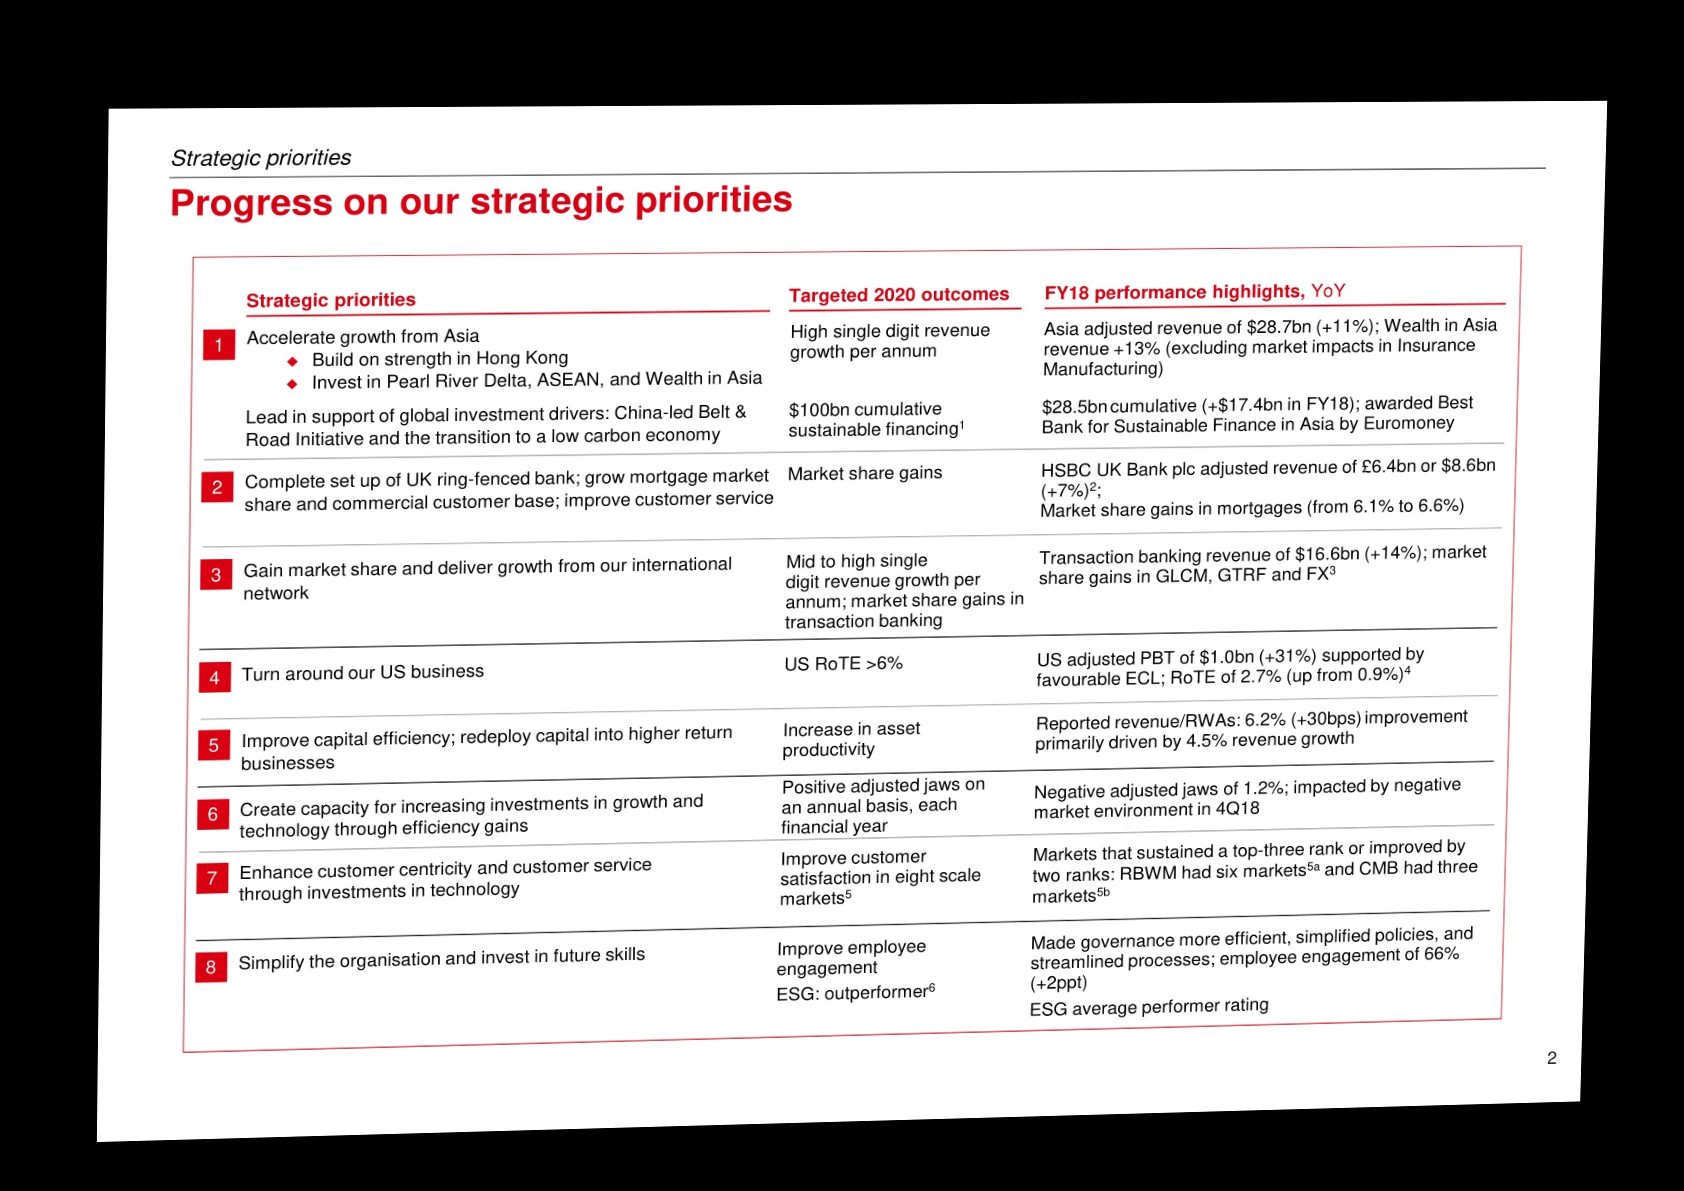 Strategic priorities
Progress on our strategic priorities
Strategic priorities
Targeted 2020 outcomes
FY18 performance highlights, YoY
1
Accelerate growth from Asia
◆ Build on strength in Hong Kong
◆ Invest in Pearl River Delta, ASEAN, and Wealth in Asia
High single digit revenue
growth per annum
Asia adjusted revenue of $28.7bn (+11%); Wealth in Asia
revenue +13% (excluding market impacts in Insurance
Manufacturing)
Lead in support of global investment drivers: China-led Belt &
Road Initiative and the transition to a low carbon economy
$100bn cumulative
sustainable financing¹
$28.5bn cumulative (+$17.4bn in FY18); awarded Best
Bank for Sustainable Finance in Asia by Euromoney
2
Complete set up of UK ring-fenced bank; grow mortgage market
share and commercial customer base; improve customer service
Market share gains
HSBC UK Bank plc adjusted revenue of £6.4bn or $8.6bn
(+7%)²;
Market share gains in mortgages (from 6.1% to 6.6%)
3
Gain market share and deliver growth from our international
network
Mid to high single
digit revenue growth per
annum; market share gains in
transaction banking
Transaction banking revenue of $16.6bn (+14%); market
share gains in GLCM, GTRF and FX³
4
Turn around our US business
US RoTE >6%
US adjusted PBT of $1.0bn (+31%) supported by
favourable ECL; RoTE of 2.7% (up from 0.9%)⁴
5
Improve capital efficiency; redeploy capital into higher return
businesses
Increase in asset
productivity
Reported revenue/RWAs: 6.2% (+30bps) improvement
primarily driven by 4.5% revenue growth
6
Create capacity for increasing investments in growth and
technology through efficiency gains
Positive adjusted jaws on
an annual basis, each
financial year
Negative adjusted jaws of 1.2%; impacted by negative
market environment in 4Q18
7
Enhance customer centricity and customer service
through investments in technology
Improve customer
satisfaction in eight scale
markets⁵
Markets that sustained a top-three rank or improved by
two ranks: RBWM had six markets⁵ᵃ and CMB had three
markets⁵ᵇ
8
Simplify the organisation and invest in future skills
Improve employee
engagement
ESG: outperformer⁶
Made governance more efficient, simplified policies, and
streamlined processes; employee engagement of 66%
(+2ppt)
ESG average performer rating
2